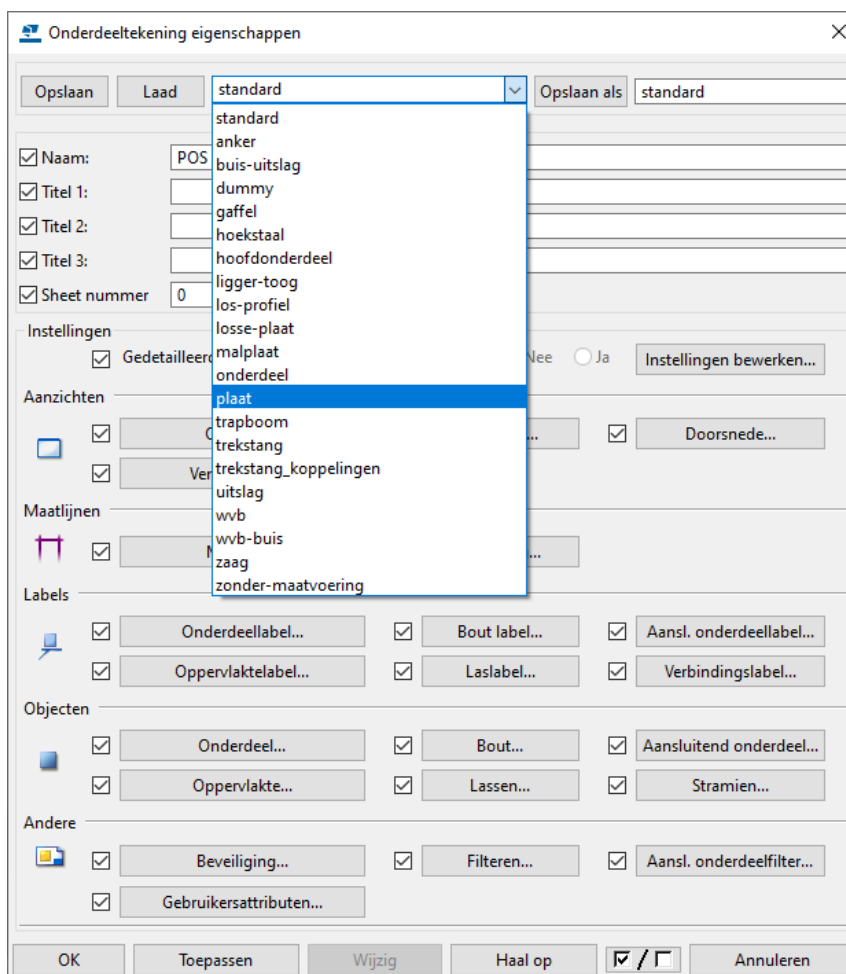 Onderdeeltekening eigenschappen
Opslaan Laad standard Opslaan als standard
standard
anker
Naam: POS buis-uitslag
Titel 1: dummy
gaffel
Titel 2: hoekstaal
Titel 3: hoofdonderdeel
ligger-toog
Sheet nummer 0 los-profiel
Instellingen losse-plaat
malplaat
Nee Ja Instellingen bewerken...
onderdeel
Aanzichten plaat
trapboom
Doorsnede...
trekstang
trekstang_koppelingen
uitslag
Maatlijnen wvb
wvb-buis
zaag
Labels zonder-maatvoering
Onderdeellabel... Bout label... Aansl. onderdeellabel...
Oppervlaktelabel... Laslabel... Verbindingslabel...
Objecten
Onderdeel... Bout... Aansluitend onderdeel...
Oppervlakte... Lassen... Stramien...
Andere
Beveiliging... Filteren... Aansl. onderdeelfilter...
Gebruikersattributen...
OK Toepassen Wijzig Haal op / Annuleren